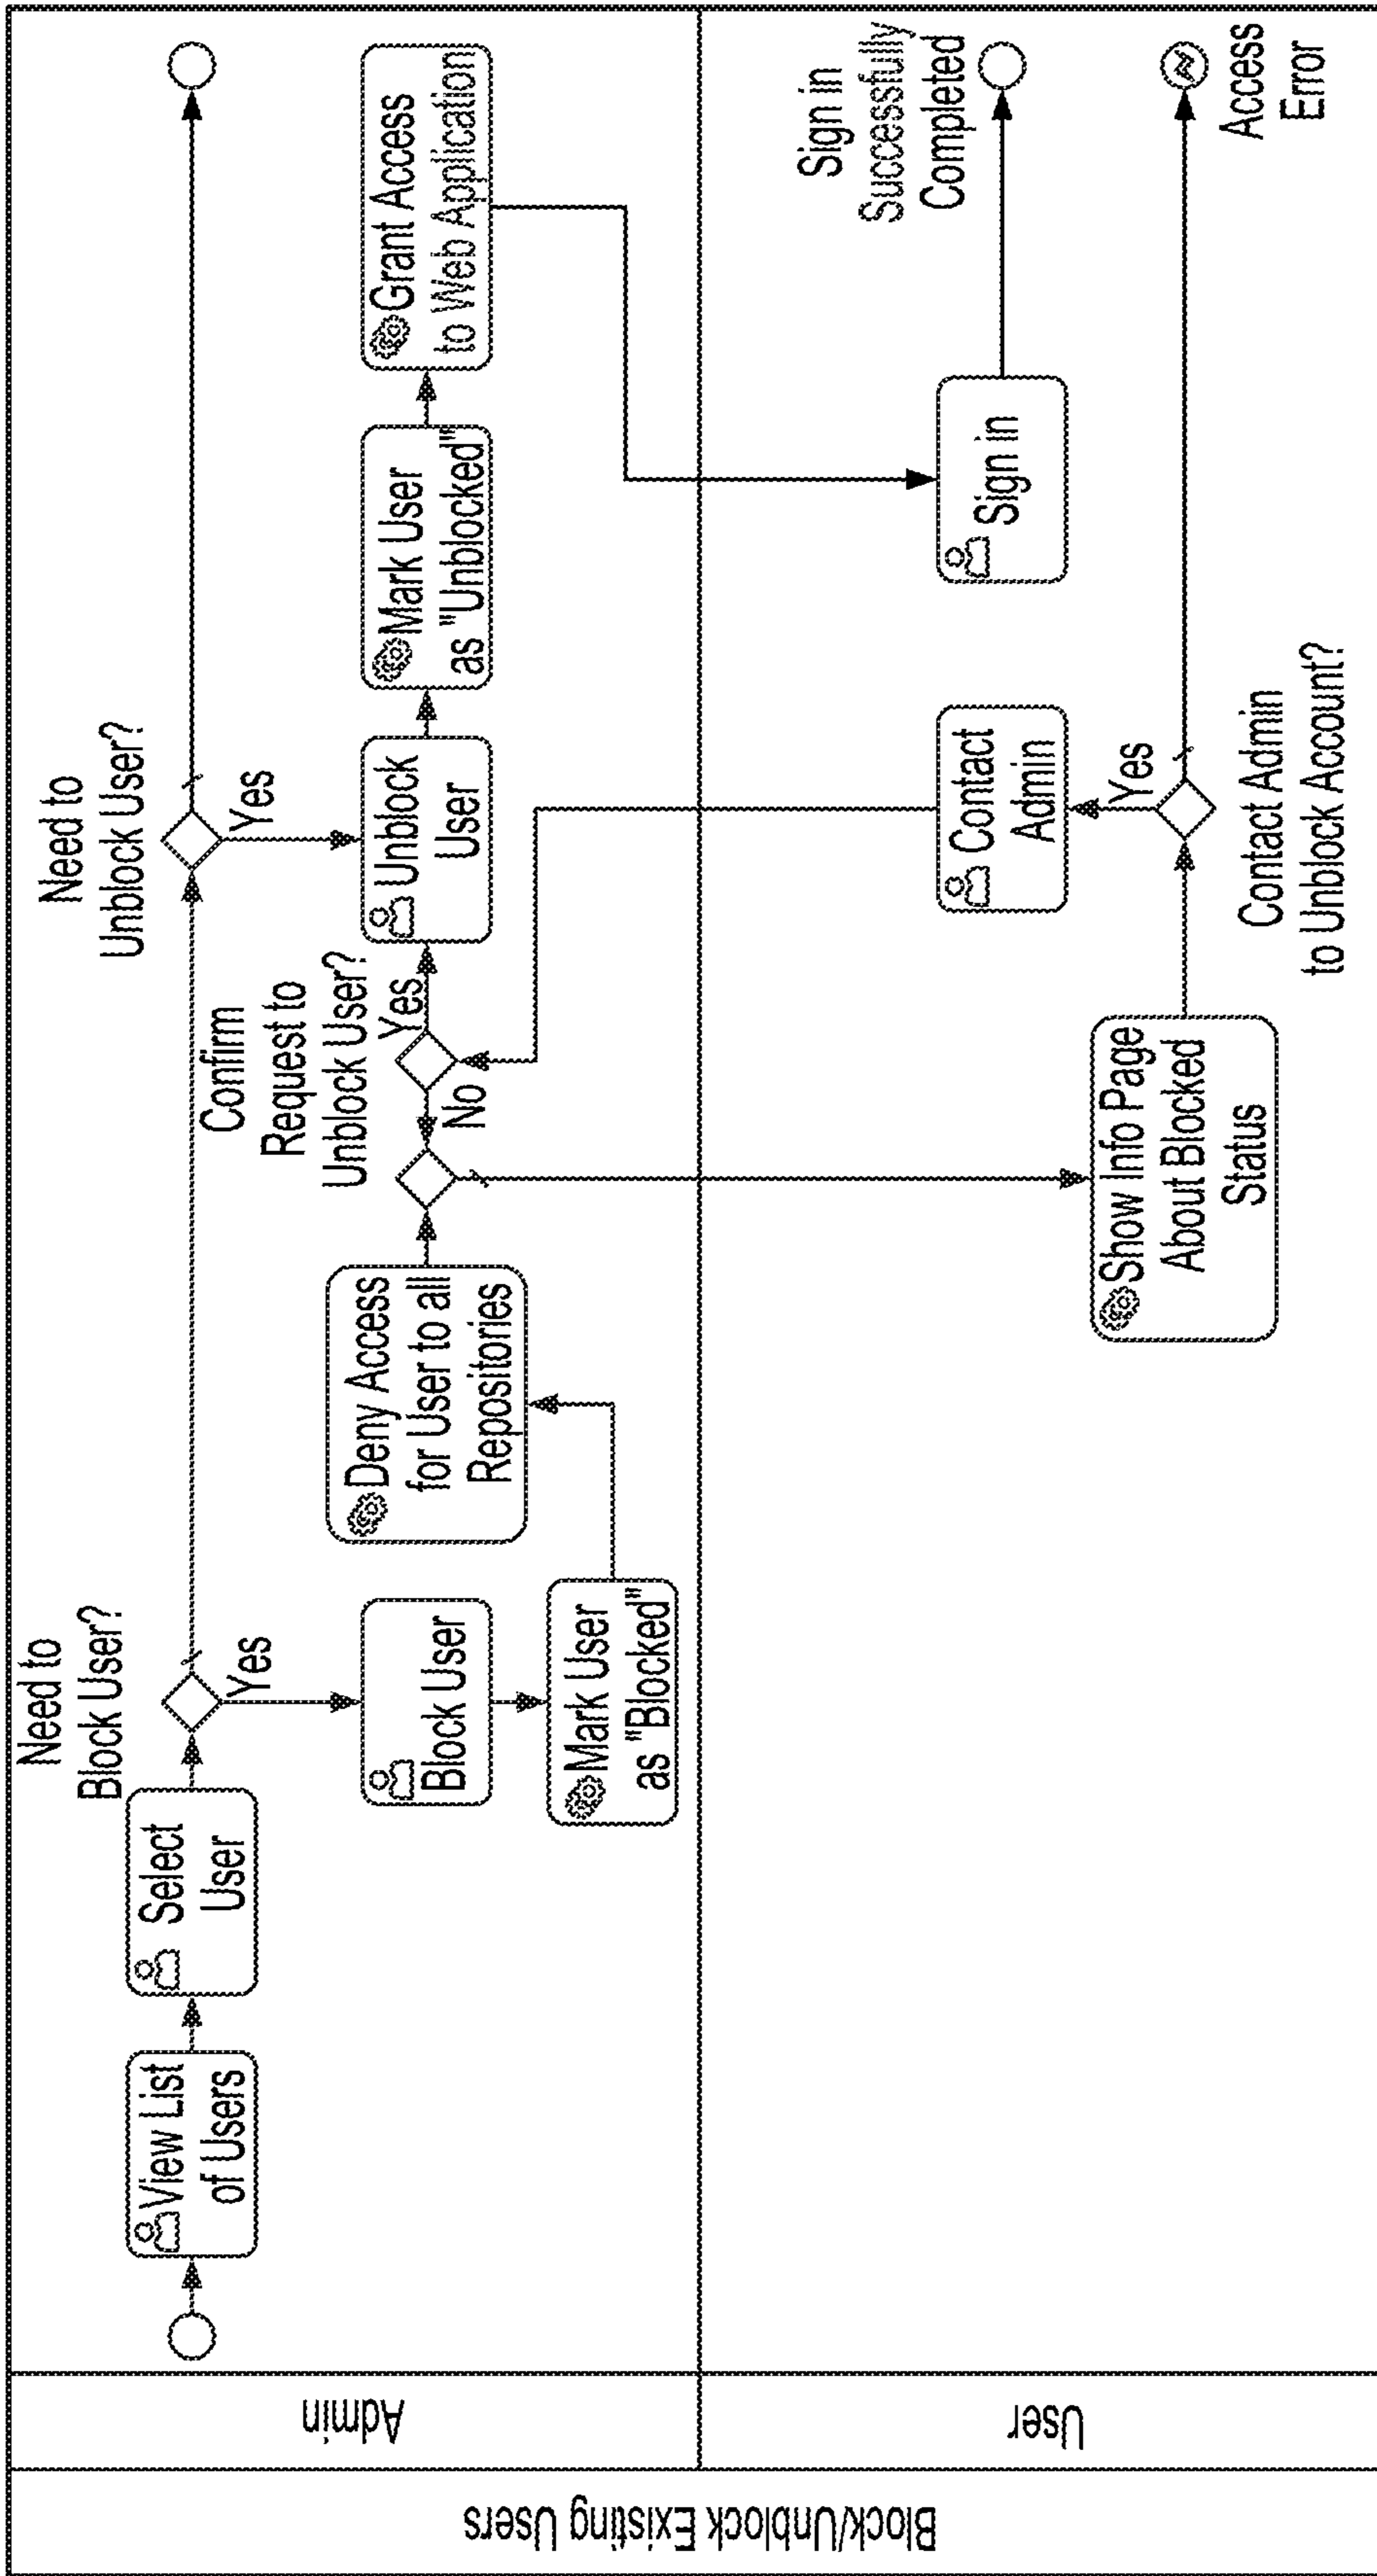 Block/Unblock Existing Users
Admin
User
View List
of Users
Select
User
Need to
Block User?
Yes
Block User
Mark User
as "Blocked"
Deny Access
for User to all
Repositories
Confirm
Request to
Unblock User?
No
Yes
Need to
Unblock User?
Yes
Unblock
User
Mark User
as "Unblocked"
Grant Access
to Web Application
Show Info Page
About Blocked
Status
Contact Admin
to Unblock Account?
Yes
Contact
Admin
Sign in
Sign in
Successfully
Completed
Access
Error